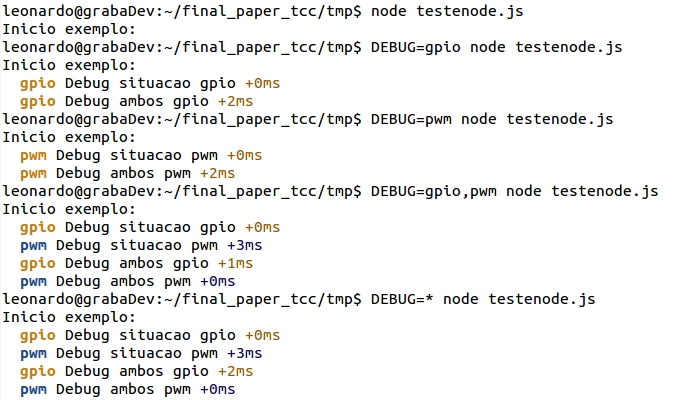 leonardo@grabaDev:~/final_paper_tcc/tmp$ node testenode.js
Inicio exemplo:
leonardo@grabaDev:~/final_paper_tcc/tmp$ DEBUG=gpio node testenode.js
Inicio exemplo:
  gpio Debug situacao gpio +0ms
  gpio Debug ambos gpio +2ms
leonardo@grabaDev:~/final_paper_tcc/tmp$ DEBUG=pwm node testenode.js
Inicio exemplo:
  pwm Debug situacao pwm +0ms
  pwm Debug ambos pwm +2ms
leonardo@grabaDev:~/final_paper_tcc/tmp$ DEBUG=gpio,pwm node testenode.js
Inicio exemplo:
  gpio Debug situacao gpio +0ms
  pwm Debug situacao pwm +3ms
  gpio Debug ambos gpio +1ms
  pwm Debug ambos pwm +0ms
leonardo@grabaDev:~/final_paper_tcc/tmp$ DEBUG=* node testenode.js
Inicio exemplo:
  gpio Debug situacao gpio +0ms
  pwm Debug situacao pwm +3ms
  gpio Debug ambos gpio +2ms
  pwm Debug ambos pwm +0ms